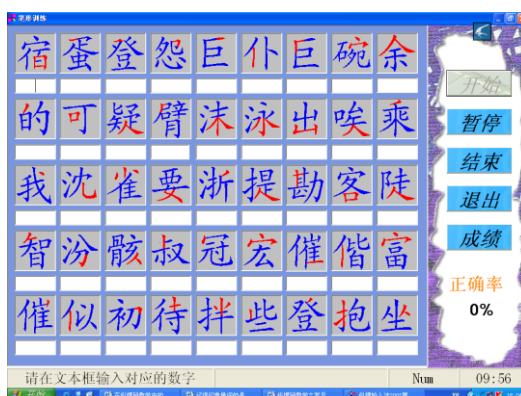 笔形训练
宿 蛋 登 怨 巨 仆 巨 碗 余
的 可 疑 臂 沫 泳 出 唉 乘
我 沈 雀 要 浙 提 勘 客 陡
智 汾 骸 叔 冠 宏 催 偕 富
催 似 初 待 拌 些 登 抱 坐
开始
暂停
结束
退出
成绩
正确率
0%
请在文本框输入对应的数字 Num 09:56